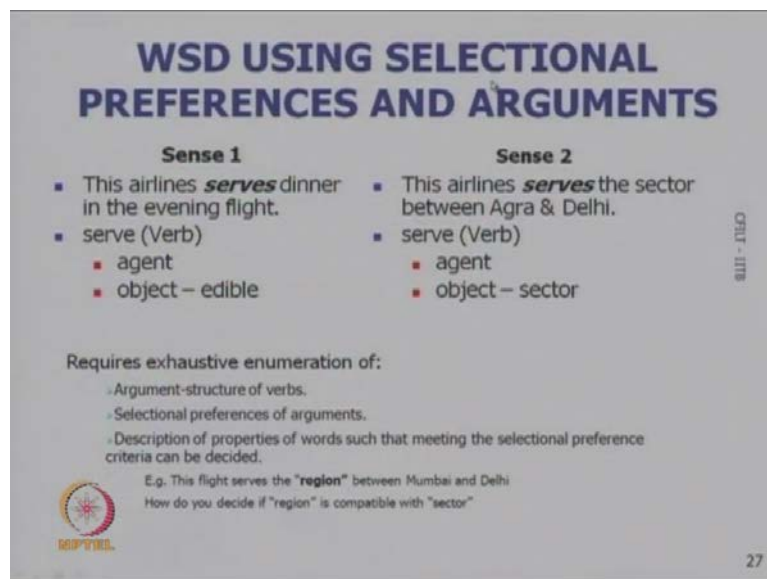 WSD USING SELECTIONAL
PREFERENCES AND ARGUMENTS
Sense 1
This airlines serves dinner
in the evening flight.
serve (Verb)
agent
object – edible
Sense 2
This airlines serves the sector
between Agra & Delhi.
serve (Verb)
agent
object – sector
CFILT - IITB
Requires exhaustive enumeration of:
Argument-structure of verbs.
Selectional preferences of arguments.
Description of properties of words such that meeting the selectional preference
criteria can be decided.
E.g. This flight serves the "region" between Mumbai and Delhi
How do you decide if "region" is compatible with "sector"
NPTEL
27